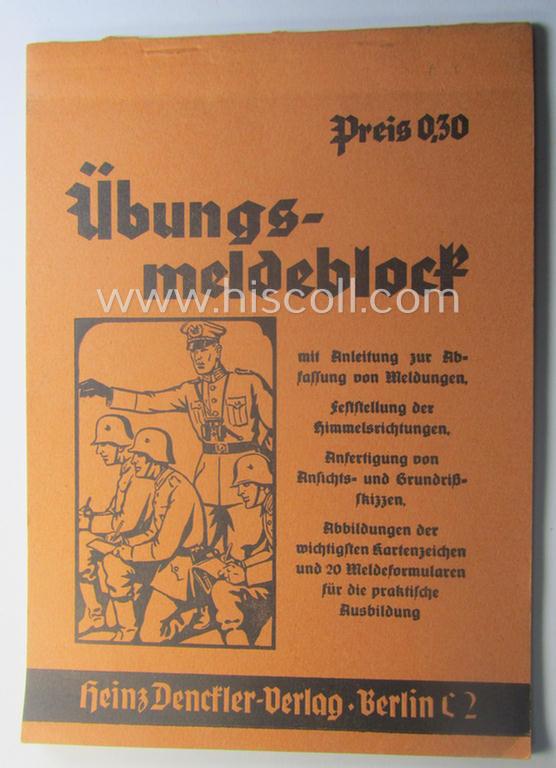 Preis 0,30
Übungs-
meldeblock
www.hiscoll.com
mit Anleitung zur Ab-
fassung von Meldungen,
Feststellung der
Himmelsrichtungen,
Anfertigung von
Ansichts- und Grundriß-
skizzen,
Abbildungen der
wichtigsten Kartenzeichen
und 20 Meldeformularen
für die praktische
Ausbildung
Heinz Denckler-Verlag · Berlin C 2